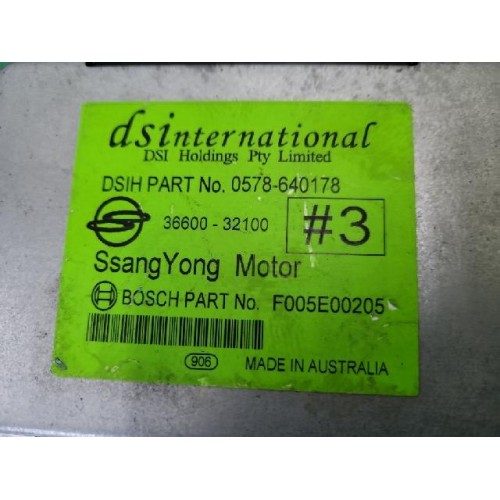 dsinternational
DSI Holdings Pty Limited
DSIH PART No. 0578-640178
36600 - 32100 #3
SsangYong Motor
BOSCH PART No. F005E00205
906 MADE IN AUSTRALIA